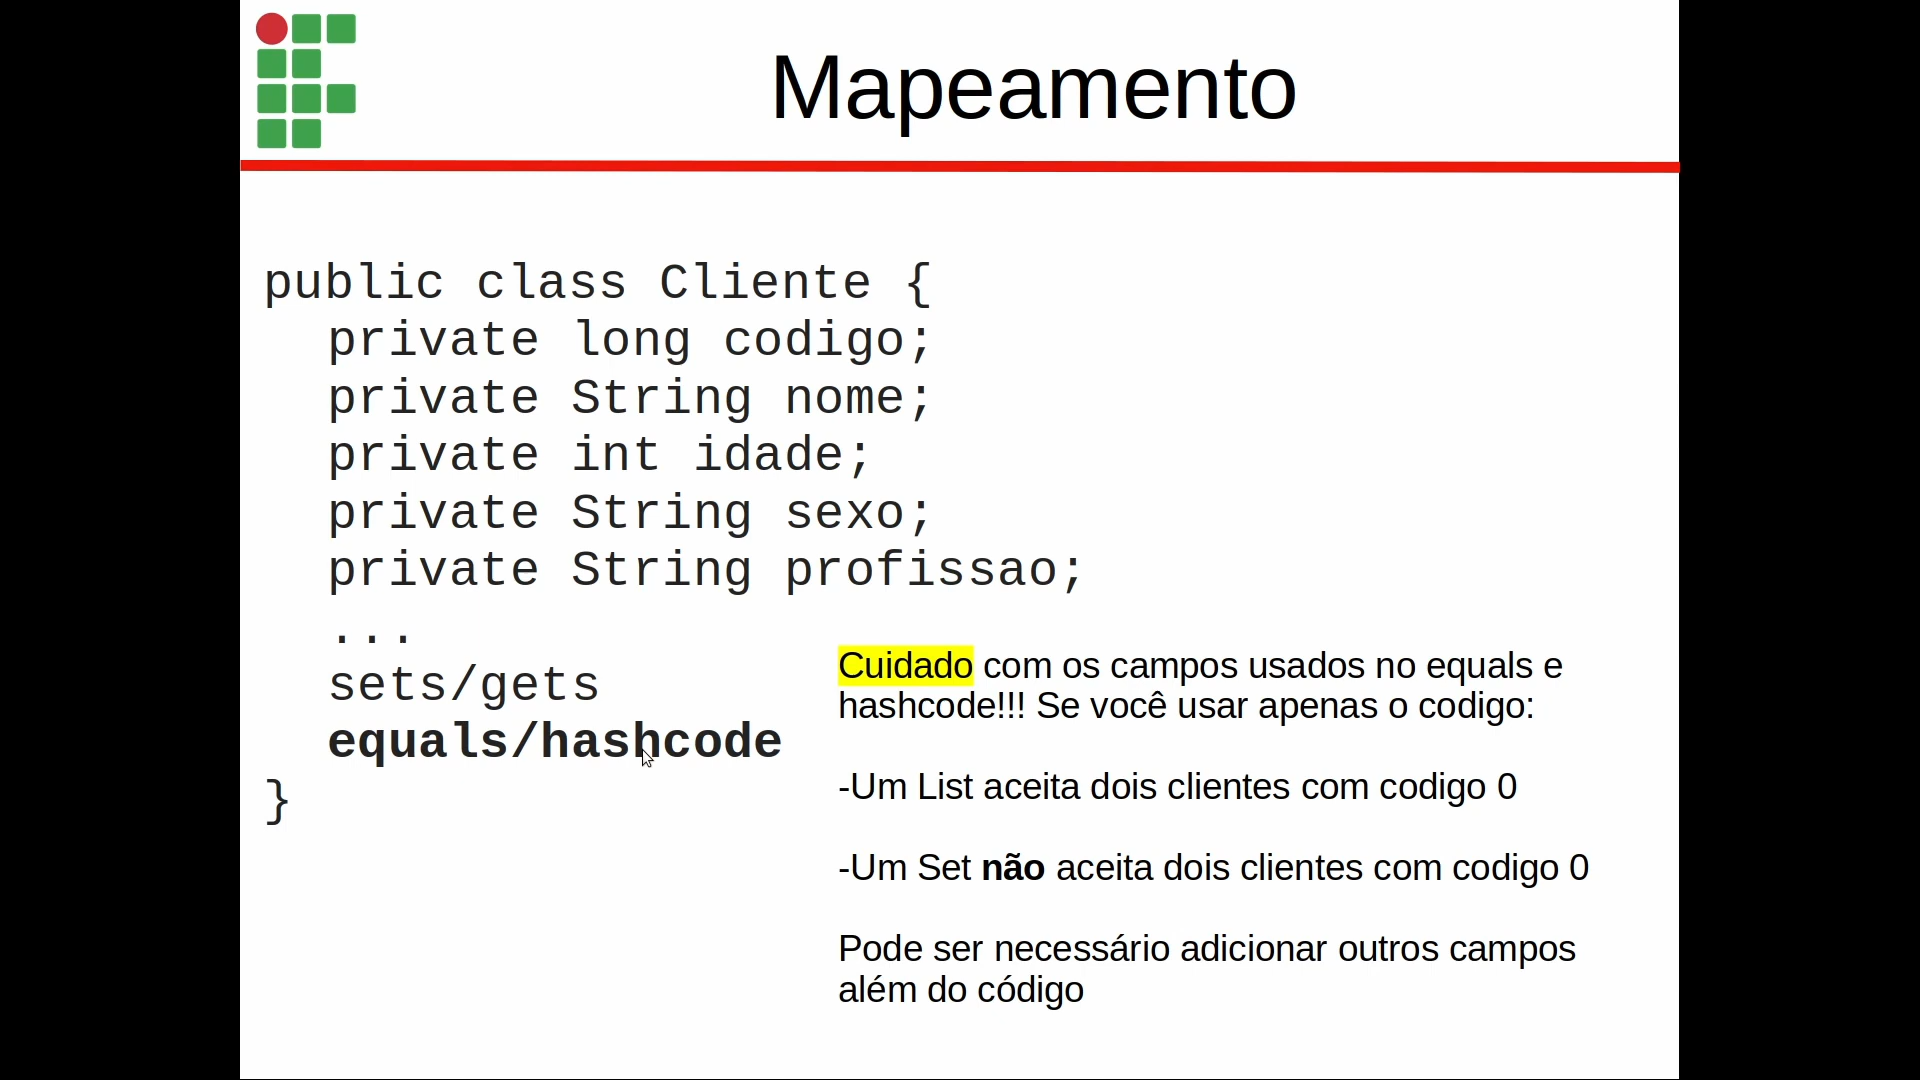 Mapeamento
public class Cliente {
private long codigo;
private String nome;
private int idade;
private String sexo;
private String profissao;
...
sets/gets
equals/hashcode
}
Cuidado com os campos usados no equals e
hashcode!!! Se você usar apenas o codigo:
-Um List aceita dois clientes com codigo 0
-Um Set não aceita dois clientes com codigo 0
Pode ser necessário adicionar outros campos
além do código